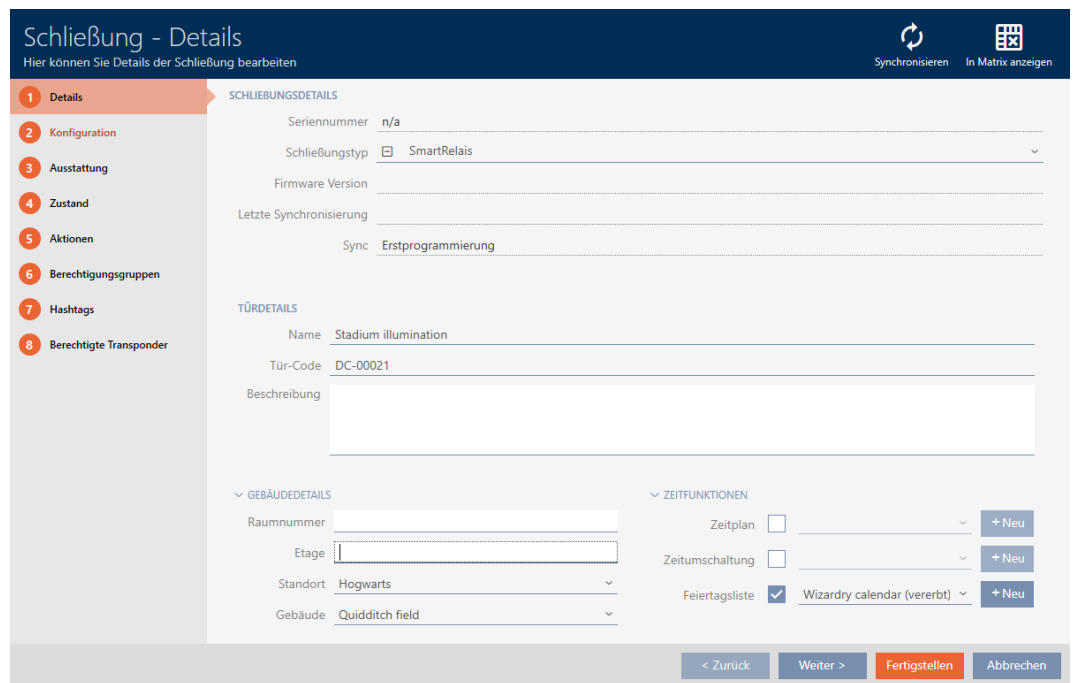 Schließung - Details
Hier können Sie Details der Schließung bearbeiten
Synchronisieren
In Matrix anzeigen
1 Details
2 Konfiguration
3 Ausstattung
4 Zustand
5 Aktionen
6 Berechtigungsgruppen
7 Hashtags
8 Berechtigte Transponder
SCHLIEßUNGSDETAILS
Seriennummer n/a
Schließungstyp SmartRelais
Firmware Version
Letzte Synchronisierung
Sync Erstprogrammierung
TÜRDETAILS
Name Stadium illumination
Tür-Code DC-00021
Beschreibung
GEBÄUDEDETAILS
Raumnummer
Etage
Standort Hogwarts
Gebäude Quidditch field
ZEITFUNKTIONEN
Zeitplan + Neu
Zeitumschaltung + Neu
Feiertagsliste Wizardry calendar (vererbt) + Neu
< Zurück Weiter > Fertigstellen Abbrechen